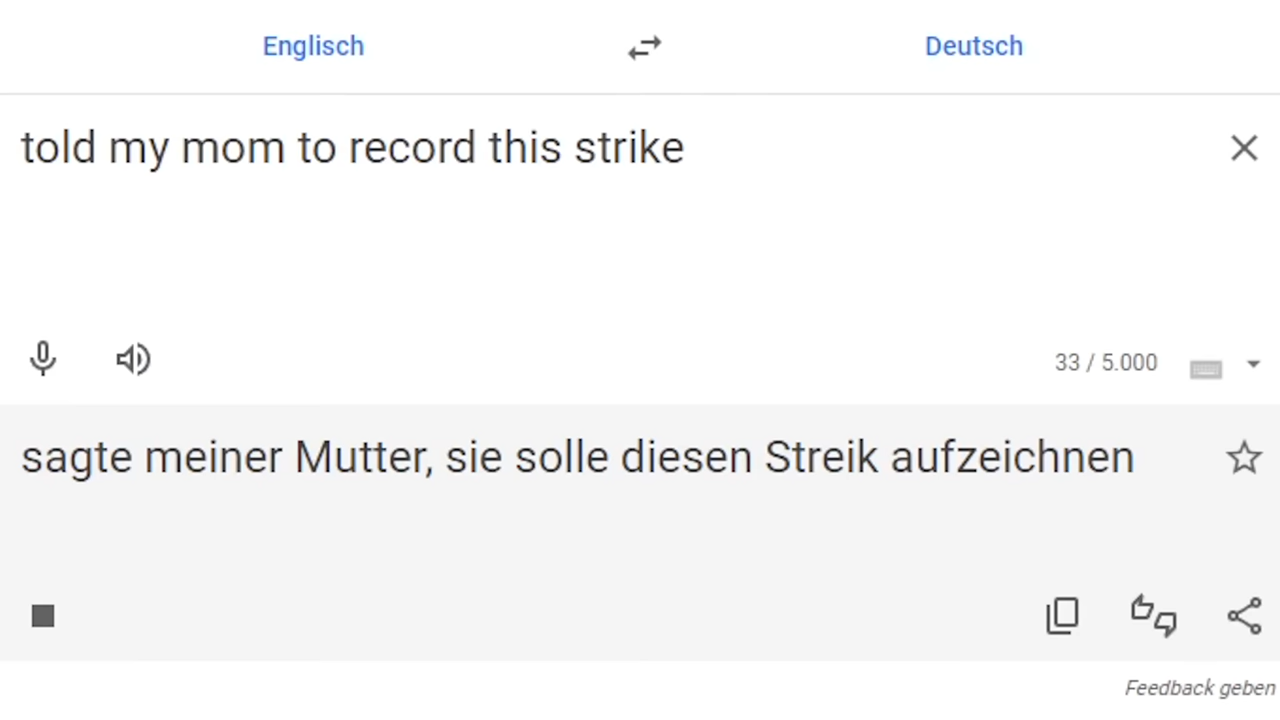 Englisch Deutsch
told my mom to record this strike
33 / 5.000
sagte meiner Mutter, sie solle diesen Streik aufzeichnen
Feedback geben